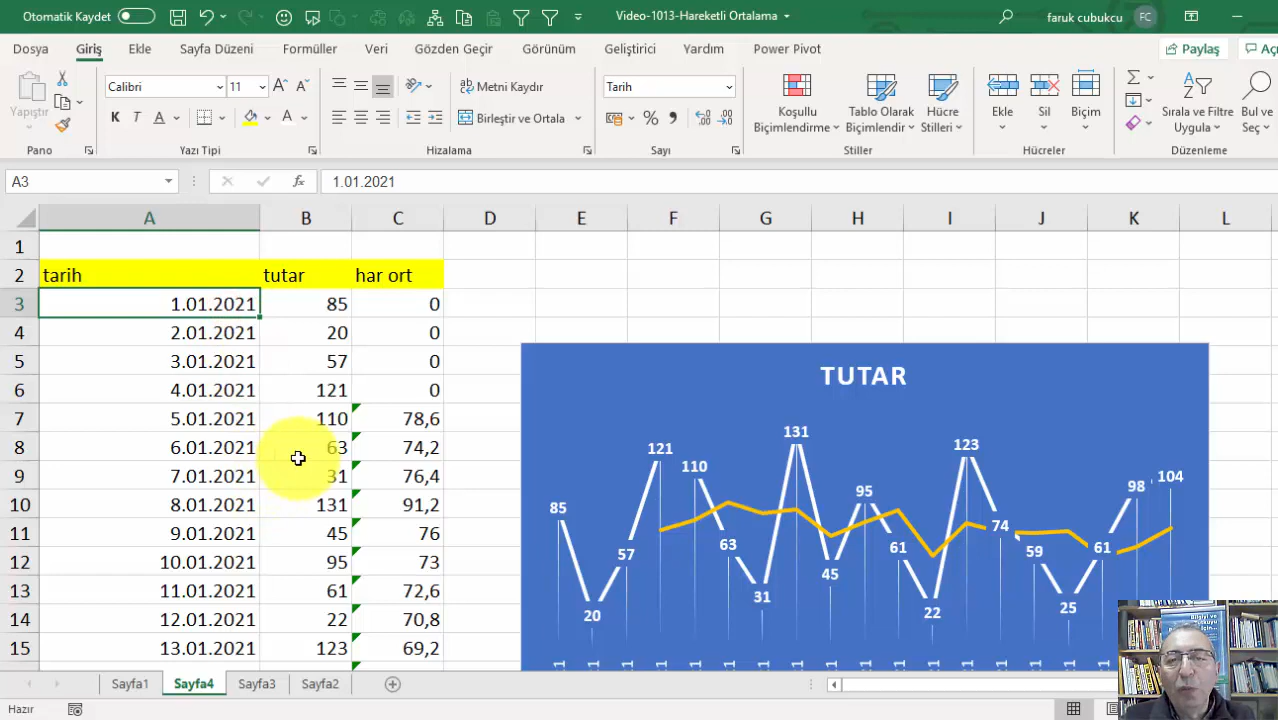 Otomatik Kaydet
Video-1013-Hareketli Ortalama
faruk cubukcu FC
Dosya Giriş Ekle Sayfa Düzeni Formüller Veri Gözden Geçir Görünüm Geliştirici Yardım Power Pivot Paylaş
Yapıştır
Calibri 11
K T A A
Metni Kaydır
Birleştir ve Ortala
Tarih
Koşullu Biçimlendirme
Tablo Olarak Biçimlendir
Hücre Stilleri
Ekle Sil Biçim
Sırala ve Filtre Uygula
Bul ve Seç
Pano Yazı Tipi Hizalama Sayı Stiller Hücreler Düzenleme
A3 fx 1.01.2021
A B C D E F G H I J K L
1
2 tarih tutar har ort
3 1.01.2021 85 0
4 2.01.2021 20 0
5 3.01.2021 57 0
6 4.01.2021 121 0
7 5.01.2021 110 78,6
8 6.01.2021 63 74,2
9 7.01.2021 31 76,4
10 8.01.2021 131 91,2
11 9.01.2021 45 76
12 10.01.2021 95 73
13 11.01.2021 61 72,6
14 12.01.2021 22 70,8
15 13.01.2021 123 69,2
TUTAR
85 20 57 121 110 63 31 131 45 95 61 22 123 74 59 25 61 98 104
Sayfa1 Sayfa4 Sayfa3 Sayfa2
Hazır